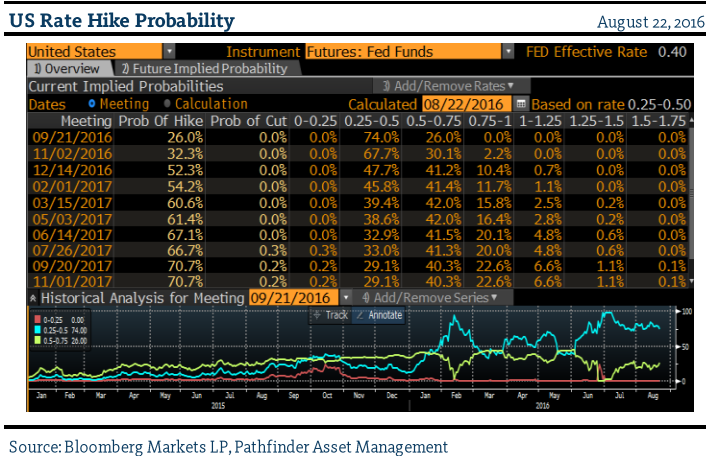 US Rate Hike Probability August 22, 2016
United States Instrument Futures: Fed Funds FED Effective Rate 0.40
1) Overview 2) Future Implied Probability
Current Implied Probabilities 3) Add/Remove Rates
Dates Meeting Calculation Calculated 08/22/2016 Based on rate 0.25-0.50
Meeting Prob Of Hike Prob of Cut 0-0.25 0.25-0.5 0.5-0.75 0.75-1 1-1.25 1.25-1.5 1.5-1.75
09/21/2016 26.0% 0.0% 0.0% 74.0% 26.0% 0.0% 0.0% 0.0% 0.0%
11/02/2016 32.3% 0.0% 0.0% 67.7% 30.1% 2.2% 0.0% 0.0% 0.0%
12/14/2016 52.3% 0.0% 0.0% 47.7% 41.2% 10.4% 0.7% 0.0% 0.0%
02/01/2017 54.2% 0.0% 0.0% 45.8% 41.4% 11.7% 1.1% 0.0% 0.0%
03/15/2017 60.6% 0.0% 0.0% 39.4% 42.0% 15.8% 2.5% 0.2% 0.0%
05/03/2017 61.4% 0.0% 0.0% 38.6% 42.0% 16.4% 2.8% 0.2% 0.0%
06/14/2017 67.1% 0.0% 0.0% 32.9% 41.5% 20.1% 4.8% 0.6% 0.0%
07/26/2017 66.7% 0.3% 0.3% 33.0% 41.3% 20.0% 4.8% 0.6% 0.0%
09/20/2017 70.7% 0.2% 0.2% 29.1% 40.3% 22.6% 6.6% 1.1% 0.1%
11/01/2017 70.7% 0.2% 0.2% 29.1% 40.3% 22.6% 6.6% 1.1% 0.1%
Historical Analysis for Meeting 09/21/2016 4) Add/Remove Series
Track Annotate
0-0.25 0.00
0.25-0.5 74.00
0.5-0.75 26.00
100
50
0
Jan Feb Mar Apr May Jun Jul Aug Sep Oct Nov Dec Jan Feb Mar Apr May Jun Jul Aug
2015 2016
Source: Bloomberg Markets LP, Pathfinder Asset Management